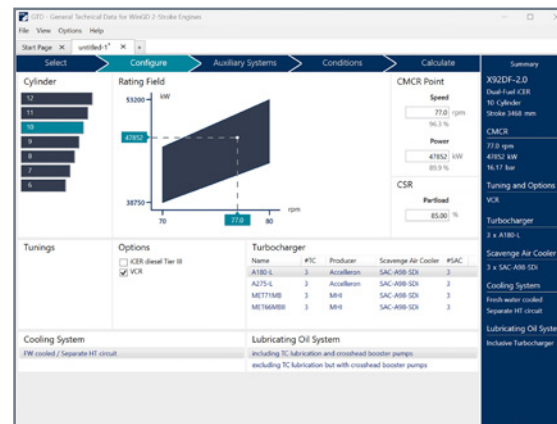 GTD - General Technical Data for WinGD 2-Stroke Engines
File View Options Help
Start Page × untitled-1* × +
Select Configure Auxiliary Systems Conditions Calculate
Cylinder
12
11
10
9
8
7
6
Rating Field
kW
53200
47852
38750
70 77.0 80
rpm
CMCR Point
Speed
77.0 rpm
96.3 %
Power
47852 kW
89.9 %
CSR
Partload
85.00 %
Tunings
Options
iCER diesel Tier III
VCR
Turbocharger
Name #TC Producer Scavenge Air Cooler #SAC
A180-L 3 Accelleron SAC-A98-SDi 3
A275-L 3 Accelleron SAC-A98-SDi 3
MET71MB 3 MHI SAC-A98-SDi 3
MET66MBII 3 MHI SAC-A98-SDi 3
Cooling System
FW cooled / Separate HT circuit
Lubricating Oil System
including TC lubrication and crosshead booster pumps
excluding TC lubrication but with crosshead booster pumps
Summary
X92DF-2.0
Dual-Fuel iCER
10 Cylinder
Stroke 3468 mm
CMCR
77.0 rpm
47852 kW
16.17 bar
Tuning and Options
VCR
Turbocharger
3 x A180-L
Scavenge Air Cooler
3 x SAC-A98-SDi
Cooling System
Fresh water cooled
Separate HT circuit
Lubricating Oil Syste
Inclusive Turbocharger